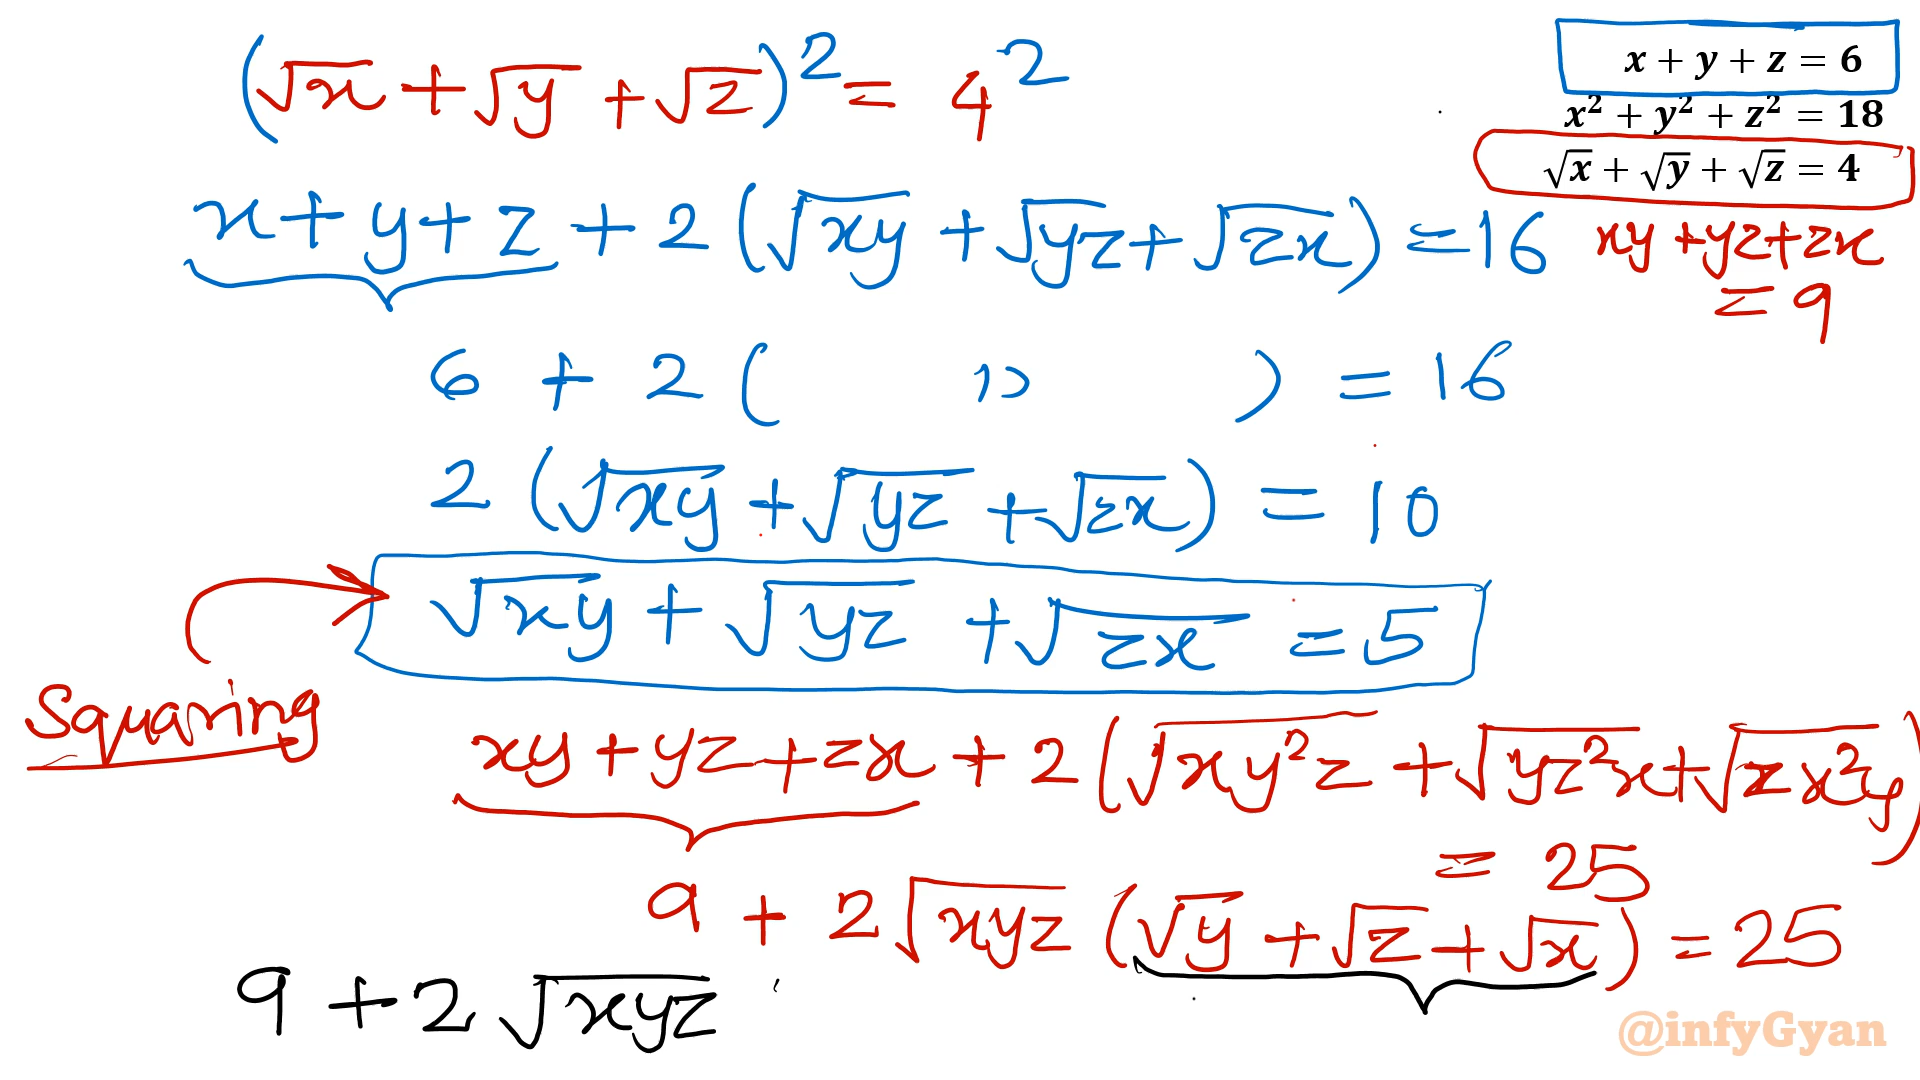 (√x + √y + √z)² = 4²
x + y + z = 6
x² + y² + z² = 18
√x + √y + √z = 4
x + y + z + 2 (√xy + √yz + √zx) = 16
xy + yz + zx
= 9
6 + 2 ( 〃 ) = 16
2 (√xy + √yz + √zx) = 10
√xy + √yz + √zx = 5
Squaring
xy + yz + zx + 2 (√xy²z + √yz²x + √zx²y)
= 25
9 + 2√xyz (√y + √z + √x) = 25
9 + 2 √xyz
@infyGyan